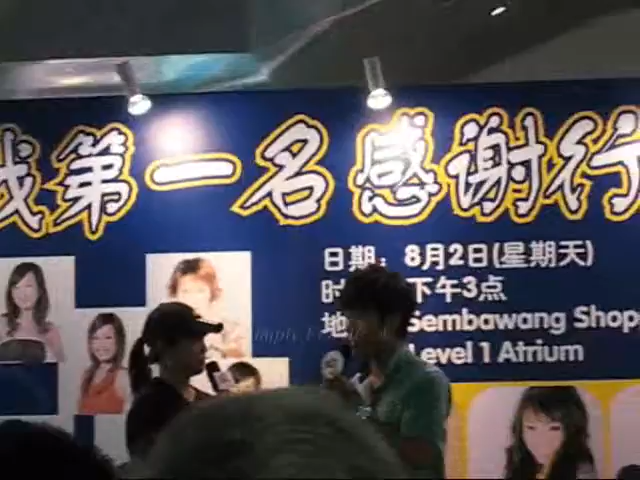 我第一名感谢行
日期: 8月2日(星期天)
时 下午3点
地 Sembawang Shop
Level 1 Atrium